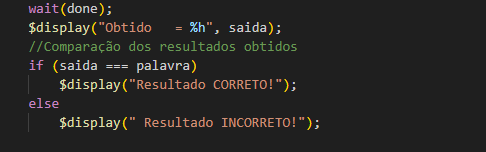 wait(done);
$display("Obtido   = %h", saida);
//Comparação dos resultados obtidos
if (saida === palavra)
    $display("Resultado CORRETO!");
else
    $display(" Resultado INCORRETO!");